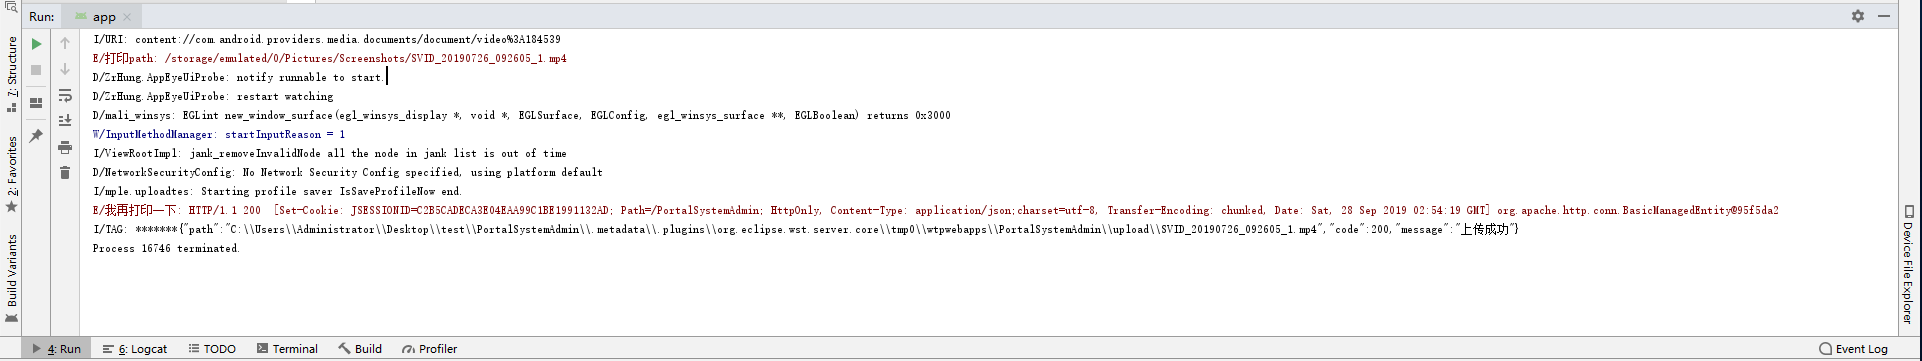 Run: app
I/URI: content://com.android.providers.media.documents/document/video%3A184539
E/打印path: /storage/emulated/0/Pictures/Screenshots/SVID_20190726_092605_1.mp4
D/ZrHung.AppEyeUiProbe: notify runnable to start.
D/ZrHung.AppEyeUiProbe: restart watching
D/mali_winsys: EGLint new_window_surface(egl_winsys_display *, void *, EGLSurface, EGLConfig, egl_winsys_surface **, EGLBoolean) returns 0x3000
W/InputMethodManager: startInputReason = 1
I/ViewRootImpl: jank_removeInvalidNode all the node in jank list is out of time
D/NetworkSecurityConfig: No Network Security Config specified, using platform default
I/mple.uploadtes: Starting profile saver IsSaveProfileNow end.
E/我再打印一下: HTTP/1.1 200  [Set-Cookie: JSESSIONID=C2B5CADECA3E04EAA99C1BE1991132AD; Path=/PortalSystemAdmin; HttpOnly, Content-Type: application/json;charset=utf-8, Transfer-Encoding: chunked, Date: Sat, 28 Sep 2019 02:54:19 GMT] org.apache.http.conn.BasicManagedEntity@95f5da2
I/TAG: *******{"path":"C:\\Users\\Administrator\\Desktop\\test\\PortalSystemAdmin\\.metadata\\.plugins\\org.eclipse.wst.server.core\\tmp0\\wtpwebapps\\PortalSystemAdmin\\upload\\SVID_20190726_092605_1.mp4","code":200,"message":"上传成功"}
Process 16746 terminated.
7: Structure
2: Favorites
Build Variants
Device File Explorer
4: Run
6: Logcat
TODO
Terminal
Build
Profiler
Event Log